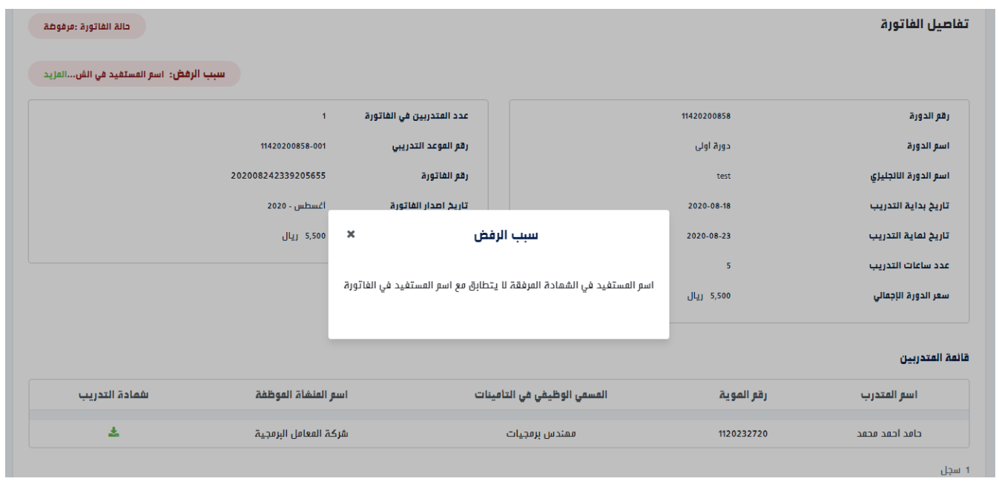 تفاصيل الفاتورة
حالة الفاتورة :مرفوضة
سبب الرفض: اسم المستفيد في الش...المزيد
رقم الدورة 11420200858
اسم الدورة دورة أولى
اسم الدورة الانجليزي test
تاريخ بداية التدريب 2020-08-18
تاريخ نهاية التدريب 2020-08-23
عدد ساعات التدريب 5
سعر الدورة الإجمالي 5,500 ريال
عدد المتدربين في الفاتورة 1
رقم الموعد التدريبي 11420200858-001
رقم الفاتورة 202008242339205655
تاريخ اصدار الفاتورة أغسطس - 2020
5,500 ريال
سبب الرفض ×
اسم المستفيد في الشهادة المرفقة لا يتطابق مع اسم المستفيد في الفاتورة
قائمة المتدربين
اسم المتدرب رقم الهوية المسمى الوظيفي في التأمينات اسم المنشأة الموظفة شهادة التدريب
حامد أحمد محمد 1120232720 مهندس برمجيات شركة المعامل البرمجية
1 سجل